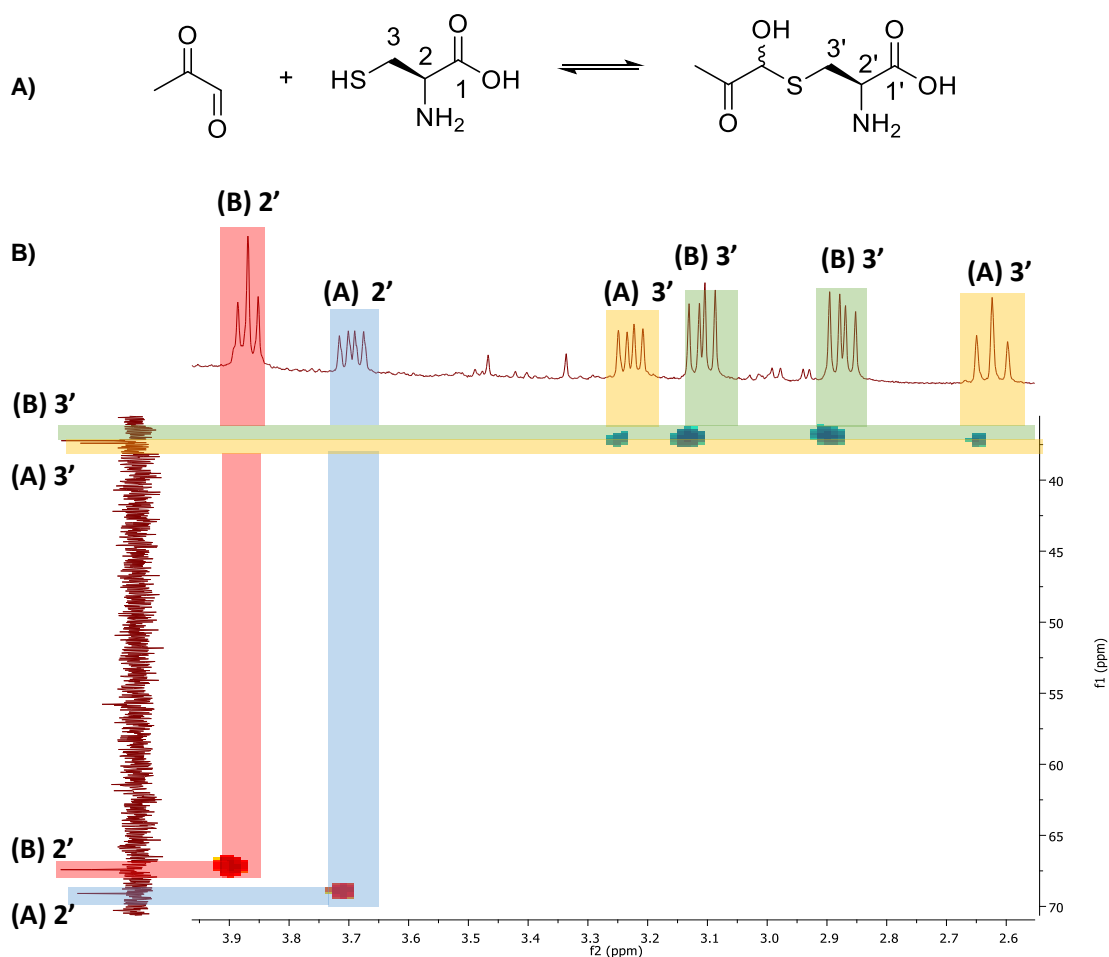 A)
O
O
+
HS
3
2
1
O
OH
NH2
OH
O
S
3'
2'
1'
O
OH
NH2
B)
(B) 2’
(A) 2’
(A) 3’
(B) 3’
(B) 3’
(A) 3’
(B) 3’
(A) 3’
(B) 2’
(A) 2’
40
45
50
55
60
65
70
f1 (ppm)
3.9 3.8 3.7 3.6 3.5 3.4 3.3 3.2 3.1 3.0 2.9 2.8 2.7 2.6
f2 (ppm)